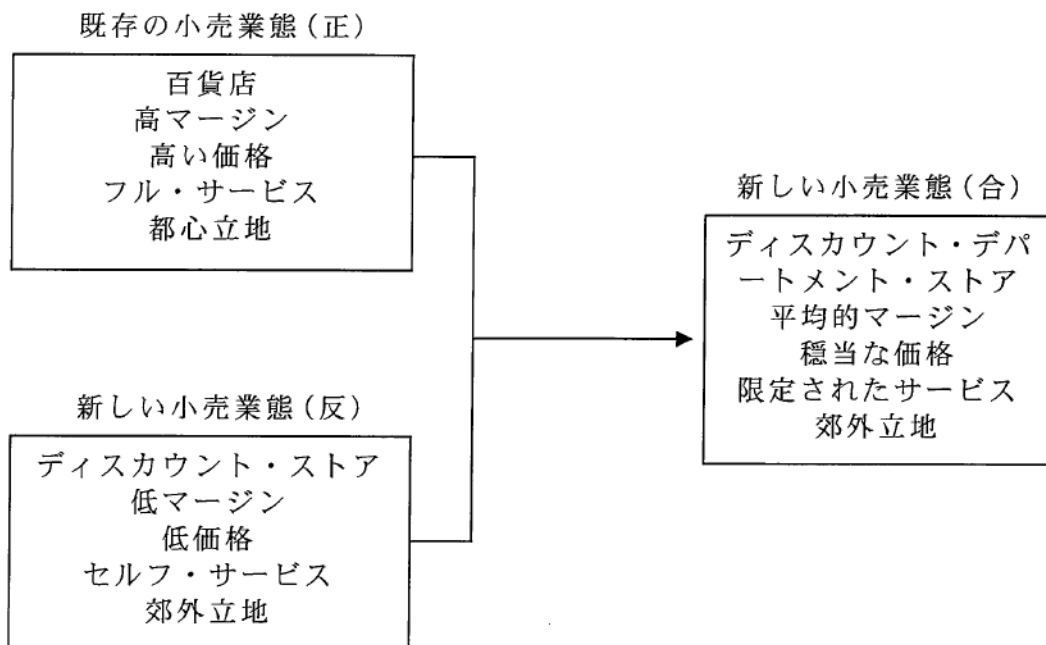 既存の小売業態(正)
百貨店
高マージン
高い価格
フル・サービス
都心立地
新しい小売業態(反)
ディスカウント・ストア
低マージン
低価格
セルフ・サービス
郊外立地
新しい小売業態(合)
ディスカウント・デパ
ートメント・ストア
平均的マージン
穏当な価格
限定されたサービス
郊外立地